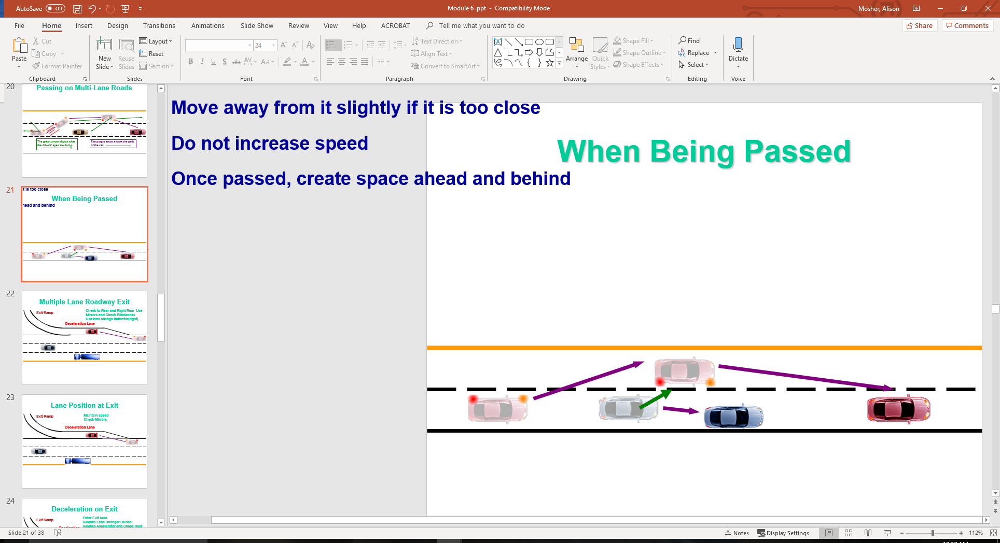 AutoSave Off
Module 6 .ppt - Compatibility Mode
Mosher, Alison
File Home Insert Design Transitions Animations Slide Show Review View Help ACROBAT Tell me what you want to do
Share Comments
Paste
Cut
Copy
Format Painter
Clipboard
New Slide
Reuse Slides
Layout
Reset
Section
Slides
24
B I U S ab AV Aa A
Font
Text Direction
Align Text
Convert to SmartArt
Paragraph
Arrange
Quick Styles
Shape Fill
Shape Outline
Shape Effects
Drawing
Find
Replace
Select
Editing
Dictate
Voice
20
Passing on Multi-Lane Roads
The green arrow shows what
the drivers' eyes are doing.
The purple arrow shows the path
of the car.
21
t is too close
When Being Passed
head and behind
22
Multiple Lane Roadway Exit
Exit Ramp
Check to Rear and Right Rear Use
Mirrors and Check Blindzones
Use lane change indicator(right)
Deceleration Lane
23
Lane Position at Exit
Exit Ramp
Maintain speed
Check Mirrors
Deceleration Lane
24
Deceleration on Exit
Exit Ramp
Enter Exit Area
Release Lane Changer Device
Release Accelerator and Check Rear
Move away from it slightly if it is too close
Do not increase speed
Once passed, create space ahead and behind
When Being Passed
Slide 21 of 38
Notes
Display Settings
112%